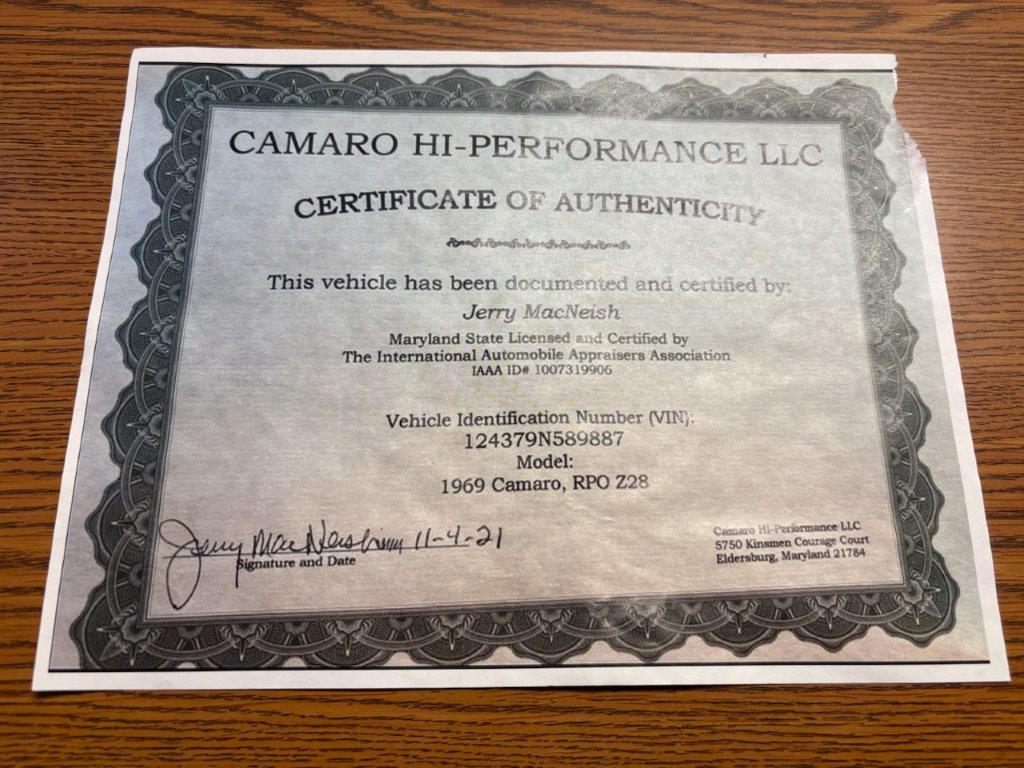 CAMARO HI-PERFORMANCE LLC
CERTIFICATE OF AUTHENTICITY
This vehicle has been documented and certified by:
Jerry MacNeish
Maryland State Licensed and Certified by
The International Automobile Appraisers Association
IAAA ID# 1007319906
Vehicle Identification Number (VIN):
124379N589887
Model:
1969 Camaro, RPO Z28
Jerry MacNeish 11-4-21
Signature and Date
Camaro Hi-Performance LLC
5750 Kinsmen Courage Court
Eldersburg, Maryland 21784